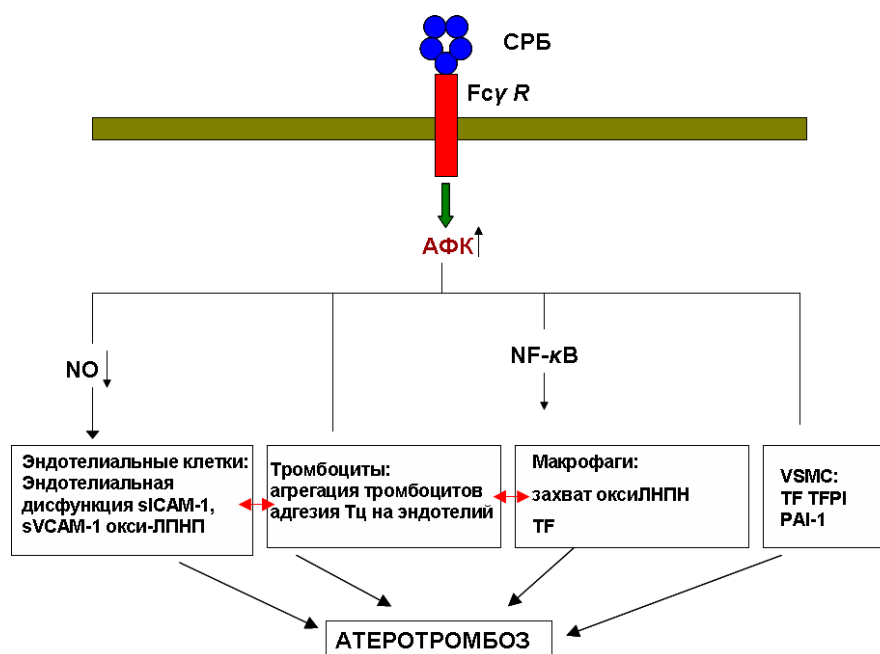 СРБ
Fcγ R
АФК
NO
NF-κB
Эндотелиальные клетки:
Эндотелиальная
дисфункция sICAM-1,
sVCAM-1 окси-ЛПНП
Тромбоциты:
агрегация тромбоцитов
адгезия Тц на эндотелий
Макрофаги:
захват оксиЛНПН
TF
VSMC:
TF TFPI
PAI-1
АТЕРОТРОМБОЗ